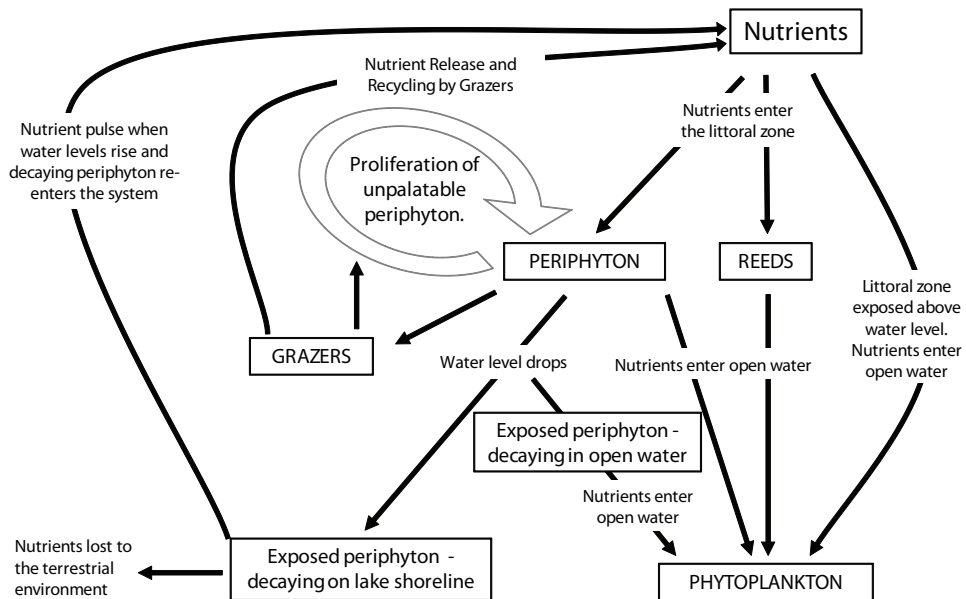 Nutrients
Nutrient Release and
Recycling by Grazers
Nutrients enter
the littoral zone
Nutrient pulse when
water levels rise and
decaying periphyton re-
enters the system
Proliferation of
unpalatable
periphyton.
PERIPHYTON
REEDS
Littoral zone
exposed above
water level.
Nutrients enter
open water
GRAZERS
Water level drops
Nutrients enter open water
Exposed periphyton -
decaying in open water
Nutrients enter
open water
Nutrients lost to
the terrestrial
environment
Exposed periphyton -
decaying on lake shoreline
PHYTOPLANKTON